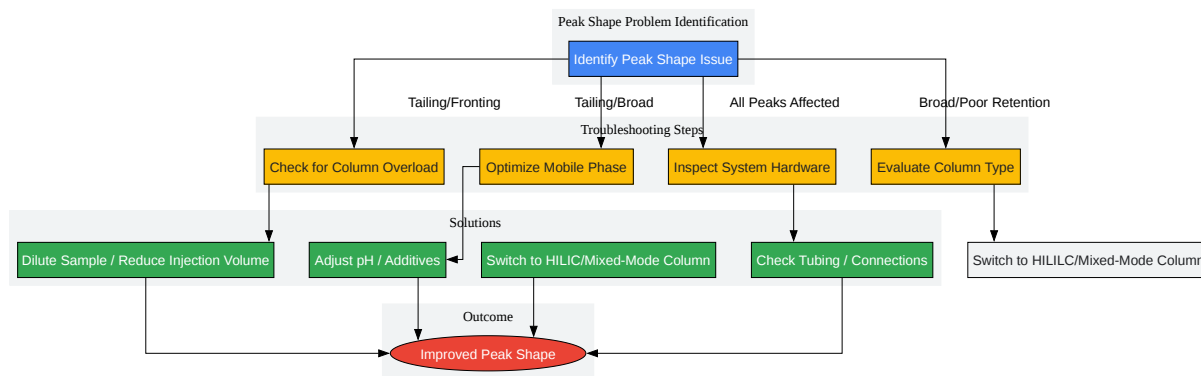 Peak Shape Problem Identification
Identify Peak Shape Issue
Tailing/Fronting
Tailing/Broad
All Peaks Affected
Broad/Poor Retention
Troubleshooting Steps
Check for Column Overload
Optimize Mobile Phase
Inspect System Hardware
Evaluate Column Type
Solutions
Dilute Sample / Reduce Injection Volume
Adjust pH / Additives
Switch to HILIC/Mixed-Mode Column
Check Tubing / Connections
Switch to HILILC/Mixed-Mode Column
Outcome
Improved Peak Shape